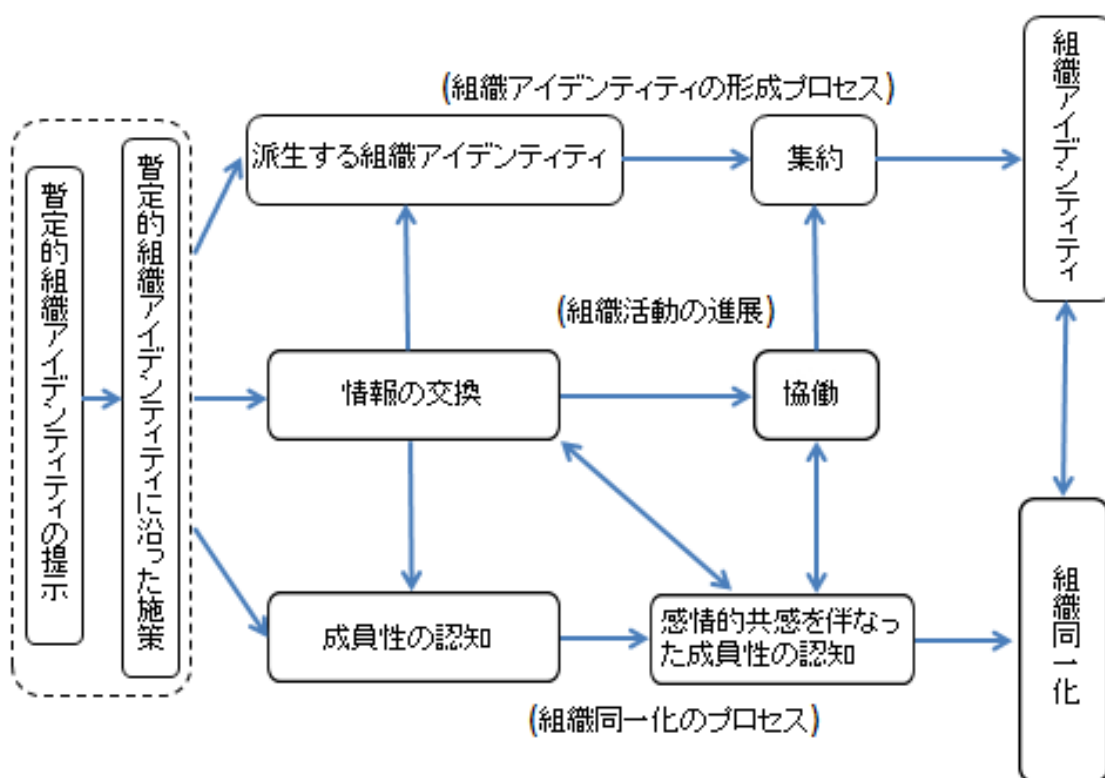 暫定的組織アイデンティティの提示
暫定的組織アイデンティティに沿った施策
(組織アイデンティティの形成プロセス)
派生する組織アイデンティティ
集約
組織アイデンティティ
(組織活動の進展)
情報の交換
協働
成員性の認知
感情的共感を伴なっ
た成員性の認知
組織同一化
(組織同一化のプロセス)